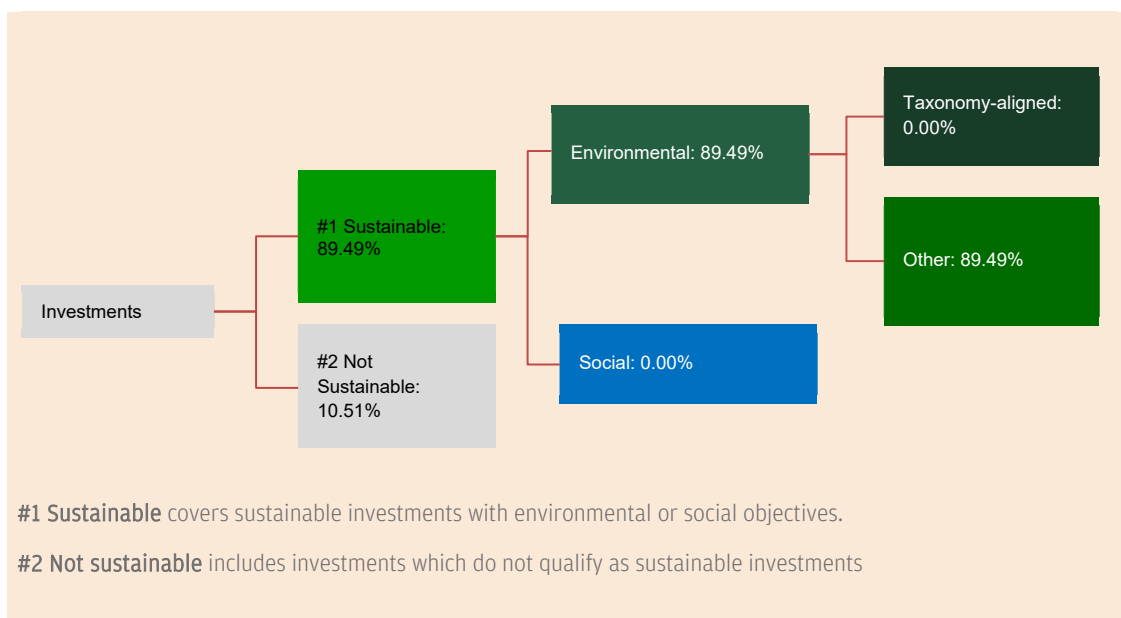 Investments
#1 Sustainable:
89.49%
#2 Not
Sustainable:
10.51%
Environmental: 89.49%
Social: 0.00%
Taxonomy-aligned:
0.00%
Other: 89.49%
#1 Sustainable covers sustainable investments with environmental or social objectives.
#2 Not sustainable includes investments which do not qualify as sustainable investments